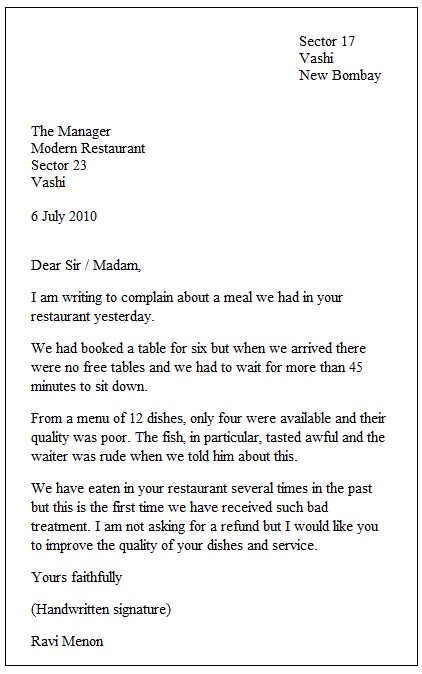 Sector 17
Vashi
New Bombay
The Manager
Modern Restaurant
Sector 23
Vashi
6 July 2010
Dear Sir / Madam,
I am writing to complain about a meal we had in your
restaurant yesterday.
We had booked a table for six but when we arrived there
were no free tables and we had to wait for more than 45
minutes to sit down.
From a menu of 12 dishes, only four were available and their
quality was poor. The fish, in particular, tasted awful and the
waiter was rude when we told him about this.
We have eaten in your restaurant several times in the past
but this is the first time we have received such bad
treatment. I am not asking for a refund but I would like you
to improve the quality of your dishes and service.
Yours faithfully
(Handwritten signature)
Ravi Menon